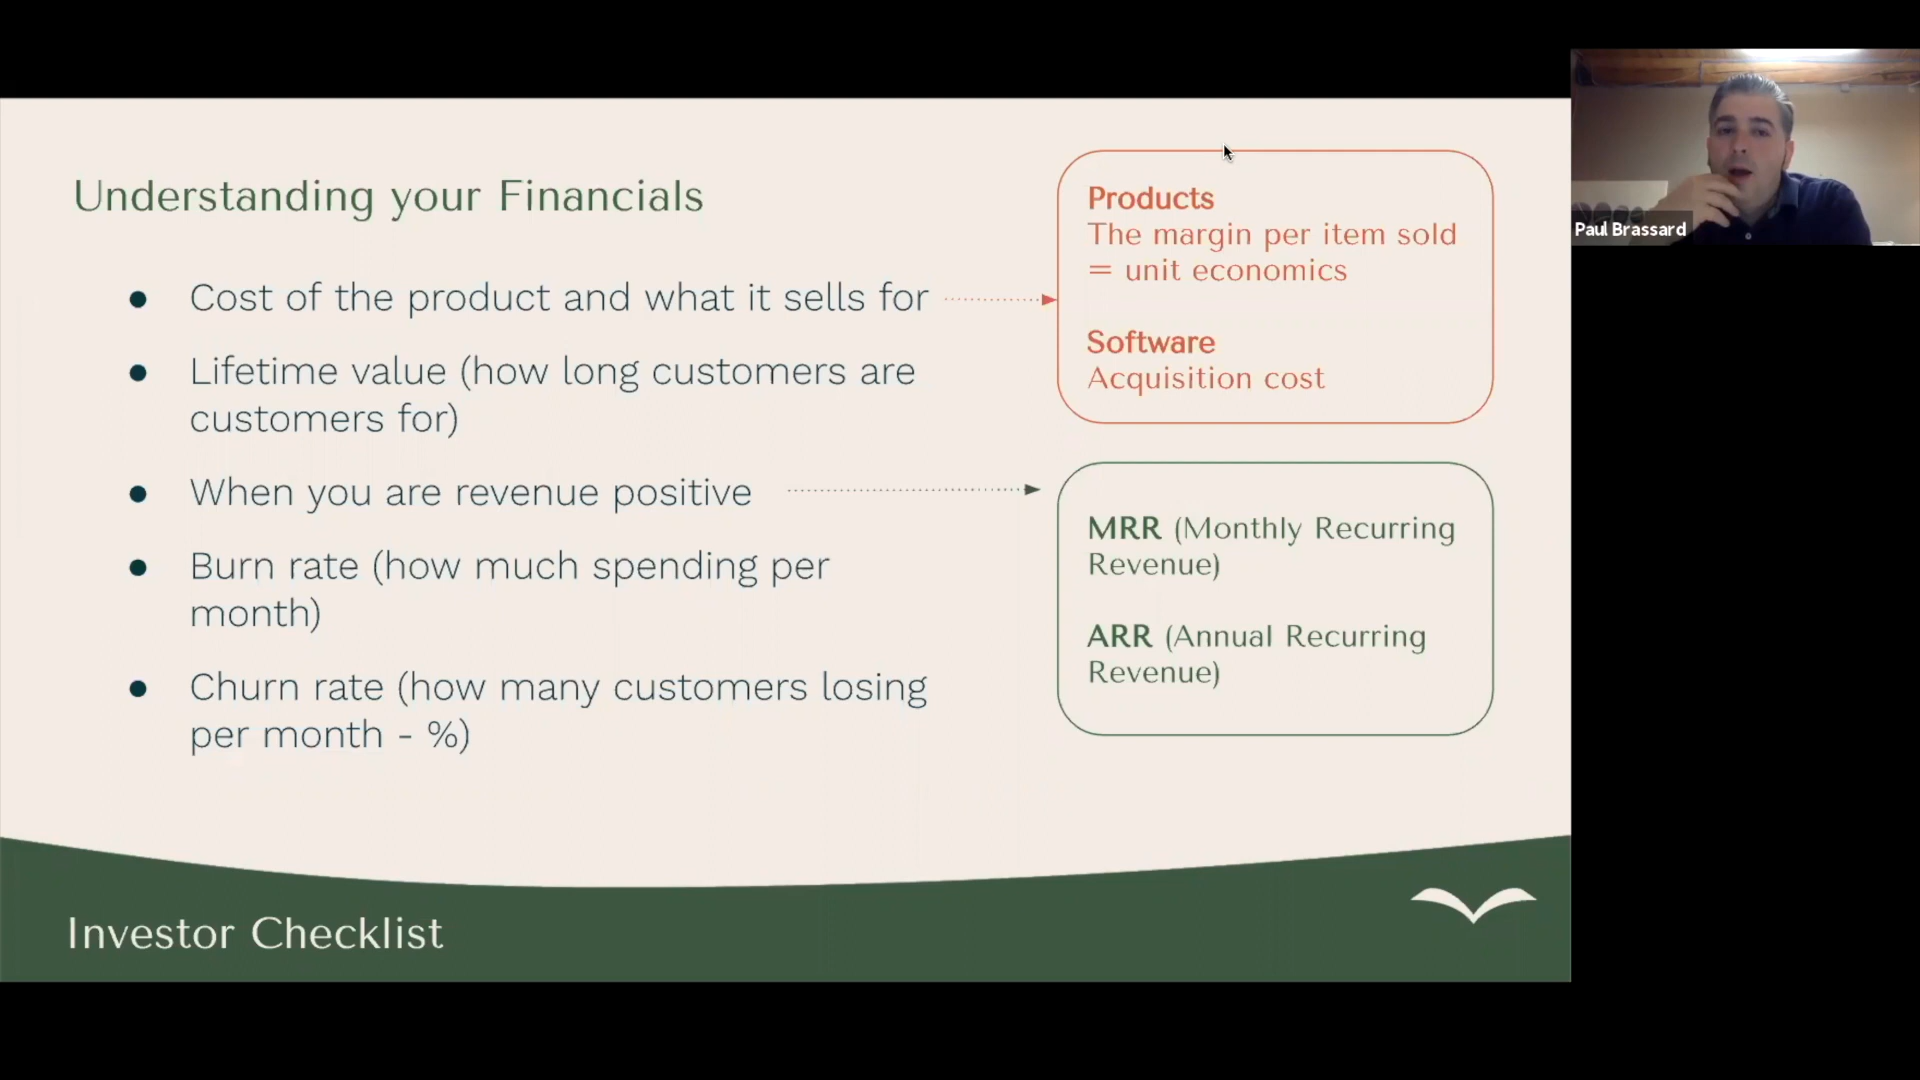 Understanding your Financials
Cost of the product and what it sells for
Lifetime value (how long customers are
customers for)
When you are revenue positive
Burn rate (how much spending per
month)
Churn rate (how many customers losing
per month - %)
Products
The margin per item sold
= unit economics
Software
Acquisition cost
MRR (Monthly Recurring
Revenue)
ARR (Annual Recurring
Revenue)
Investor Checklist
Paul Brassard